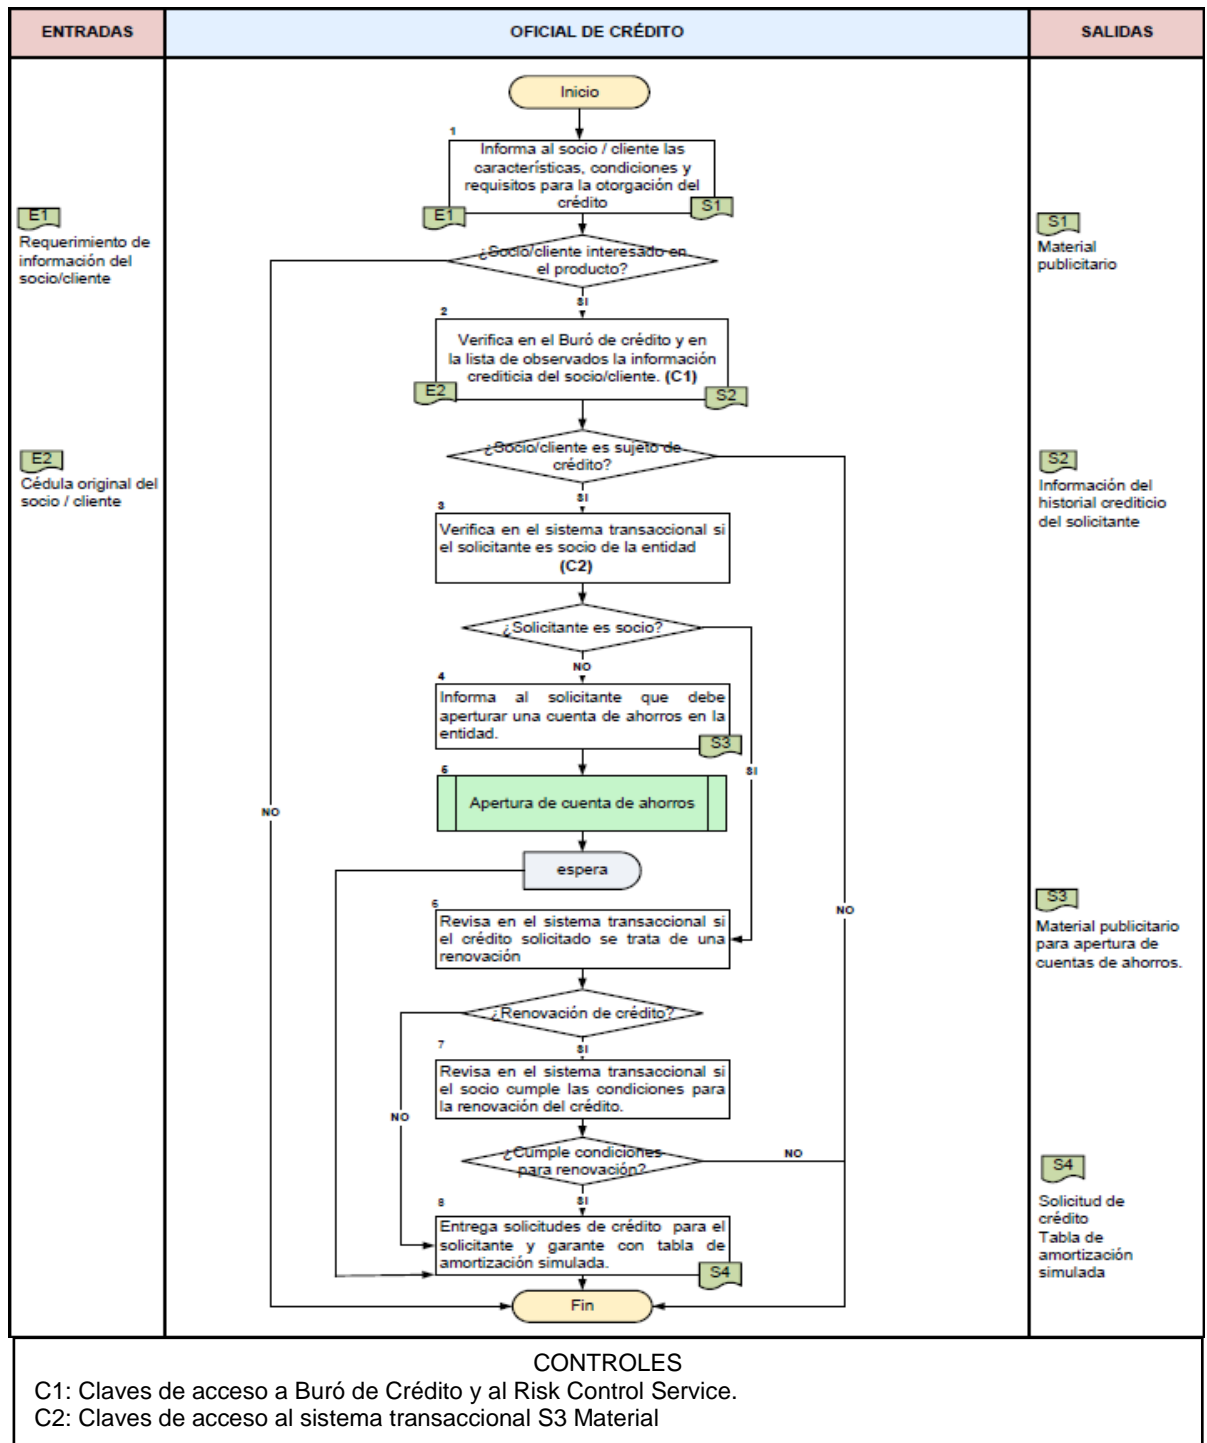 ENTRADAS
OFICIAL DE CRÉDITO
SALIDAS
Inicio
1
Informa al socio / cliente las
características, condiciones y
requisitos para la otorgación del
crédito
E1
S1
E1
Requerimiento de
información del
socio/cliente
S1
Material
publicitario
¿Socio/cliente interesado en
el producto?
SI
2
Verifica en el Buró de crédito y en
la lista de observados la información
crediticia del socio/cliente. (C1)
E2
S2
¿Socio/cliente es sujeto de
crédito?
E2
Cédula original del
socio / cliente
S2
Información del
historial crediticio
del solicitante
SI
3
Verifica en el sistema transaccional si
el solicitante es socio de la entidad
(C2)
¿Solicitante es socio?
NO
4
Informa al solicitante que debe
aperturar una cuenta de ahorros en la
entidad.
S3
SI
5
Apertura de cuenta de ahorros
NO
espera
NO
S3
Material publicitario
para apertura de
cuentas de ahorros.
6
Revisa en el sistema transaccional si
el crédito solicitado se trata de una
renovación
¿Renovación de crédito?
SI
7
Revisa en el sistema transaccional si
el socio cumple las condiciones para
la renovación del crédito.
NO
¿Cumple condiciones
para renovación?
NO
SI
8
Entrega solicitudes de crédito para el
solicitante y garante con tabla de
amortización simulada.
S4
S4
Solicitud de
crédito
Tabla de
amortización
simulada
Fin
CONTROLES
C1: Claves de acceso a Buró de Crédito y al Risk Control Service.
C2: Claves de acceso al sistema transaccional S3 Material